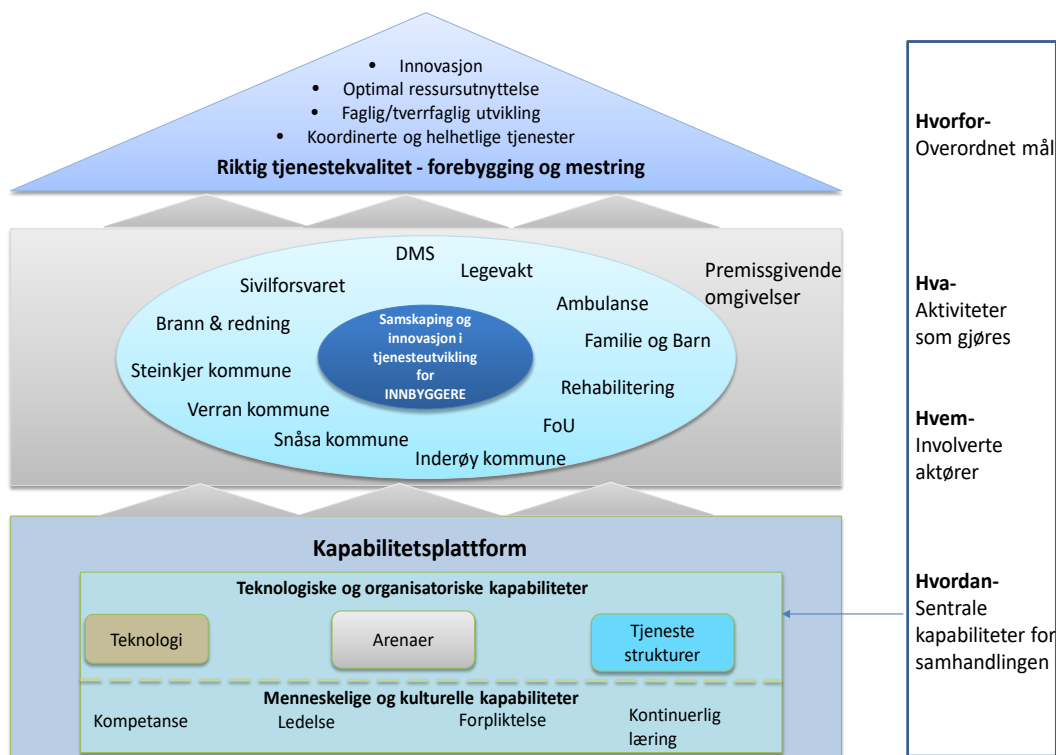 Innovasjon
Optimal ressursutnyttelse
Faglig/tverrfaglig utvikling
Koordinerte og helhetlige tjenester
Riktig tjenestekvalitet - forebygging og mestring
DMS
Legevakt
Sivilforsvaret
Ambulanse
Premissgivende
omgivelser
Brann & redning
Familie og Barn
Samskaping og
innovasjon i
tjenesteutvikling
for
INNBYGGERE
Steinkjer kommune
Rehabilitering
Verran kommune
FoU
Snåsa kommune
Inderøy kommune
Kapabilitetsplattform
Teknologiske og organisatoriske kapabiliteter
Teknologi
Arenaer
Tjeneste
strukturer
Menneskelige og kulturelle kapabiliteter
Kompetanse
Ledelse
Forpliktelse
Kontinuerlig
læring
Hvorfor-
Overordnet mål
Hva-
Aktiviteter
som gjøres
Hvem-
Involverte
aktører
Hvordan-
Sentrale
kapabiliteter for
samhandlingen